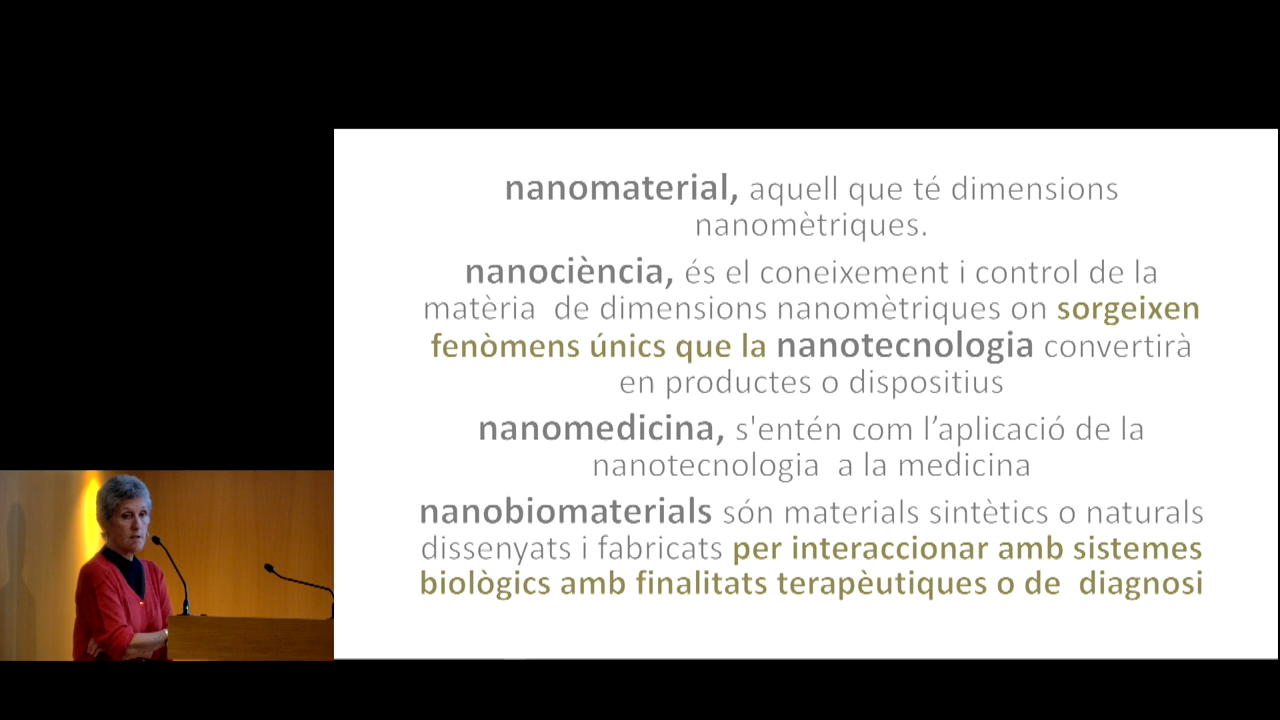 nanomaterial, aquell que té dimensions
nanomètriques.
nanociència, és el coneixement i control de la
matèria de dimensions nanomètriques on sorgeixen
fenòmens únics que la nanotecnologia convertirà
en productes o dispositius
nanomedicina, s'entén com l’aplicació de la
nanotecnologia a la medicina
nanobiomaterials són materials sintètics o naturals
dissenyats i fabricats per interaccionar amb sistemes
biològics amb finalitats terapèutiques o de diagnosi